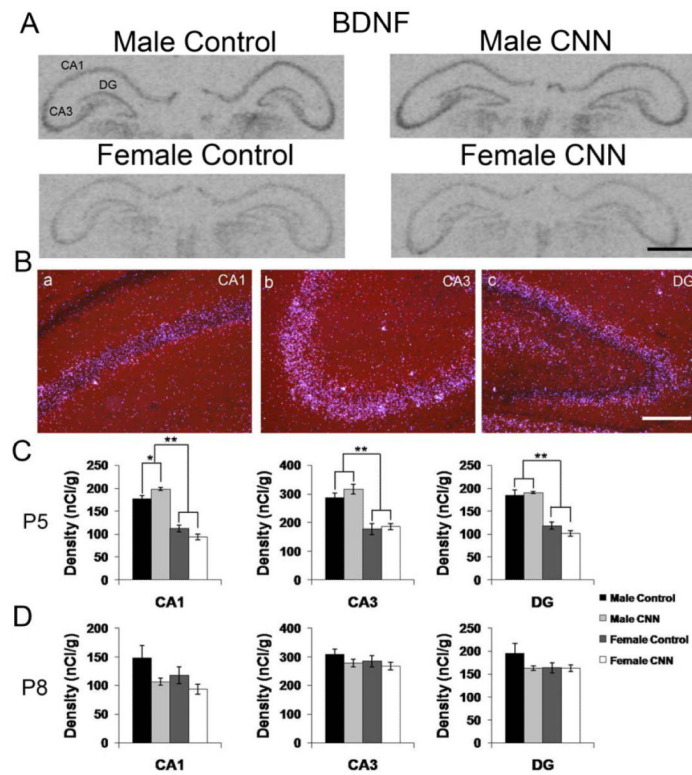 A BDNF
Male Control Male CNN
CA1
DG
CA3
Female Control Female CNN
B
a CA1 b CA3 c DG
C
P5
Density (nCI/g)
250
200
150
100
50
0
* **
CA1
Density (nCI/g)
400
300
200
100
0
**
CA3
Density (nCI/g)
250
200
150
100
50
0
**
DG
D
P8
Density (nCI/g)
200
150
100
50
0
CA1
Density (nCI/g)
400
300
200
100
0
CA3
Density (nCI/g)
250
200
150
100
50
0
DG
Male Control
Male CNN
Female Control
Female CNN